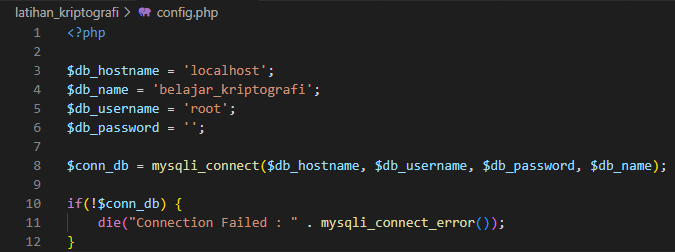 latihan_kriptografi > config.php
1 <?php
2
3 $db_hostname = 'localhost';
4 $db_name = 'belajar_kriptografi';
5 $db_username = 'root';
6 $db_password = '';
7
8 $conn_db = mysqli_connect($db_hostname, $db_username, $db_password, $db_name);
9
10 if(!$conn_db) {
11     die("Connection Failed : " . mysqli_connect_error());
12 }